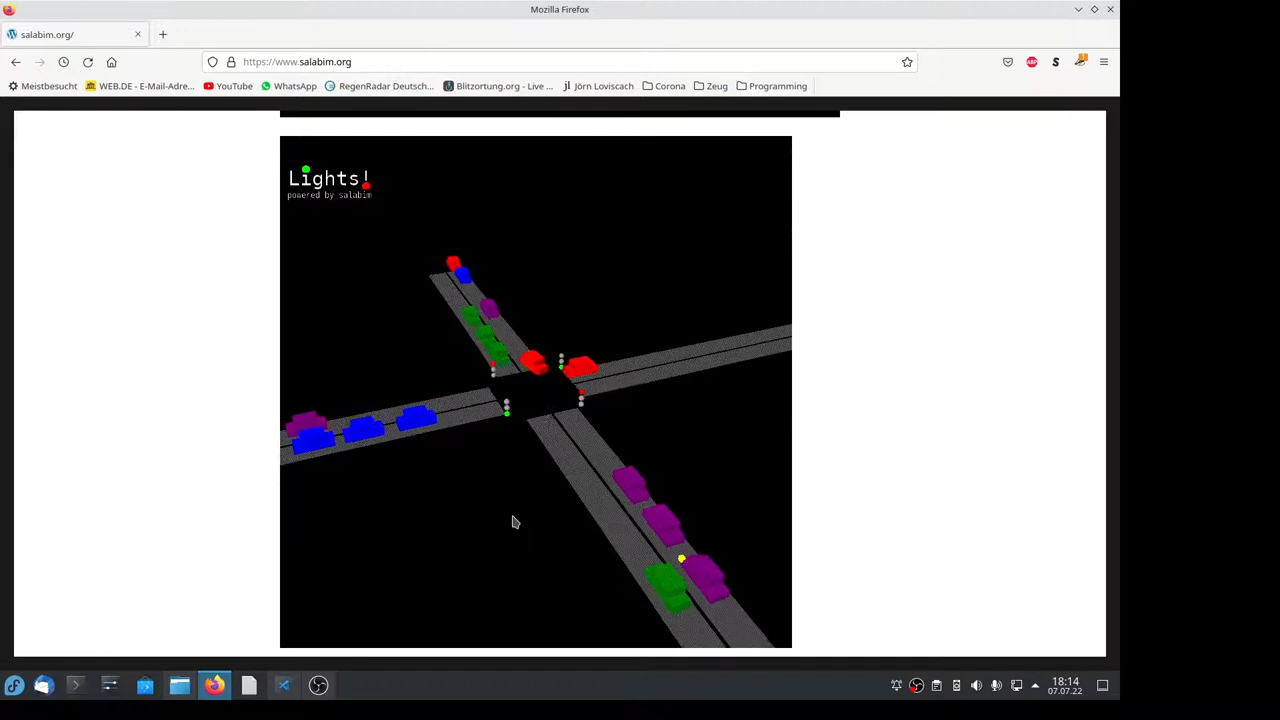 Mozilla Firefox
salabim.org/
https://www.salabim.org
Meistbesucht
WEB.DE - E-Mail-Adre...
YouTube
WhatsApp
RegenRadar Deutsch...
Blitzortung.org - Live ...
Jörn Loviscach
Corona
Zeug
Programming
Lights!
powered by salabim
18:14
07.07.22